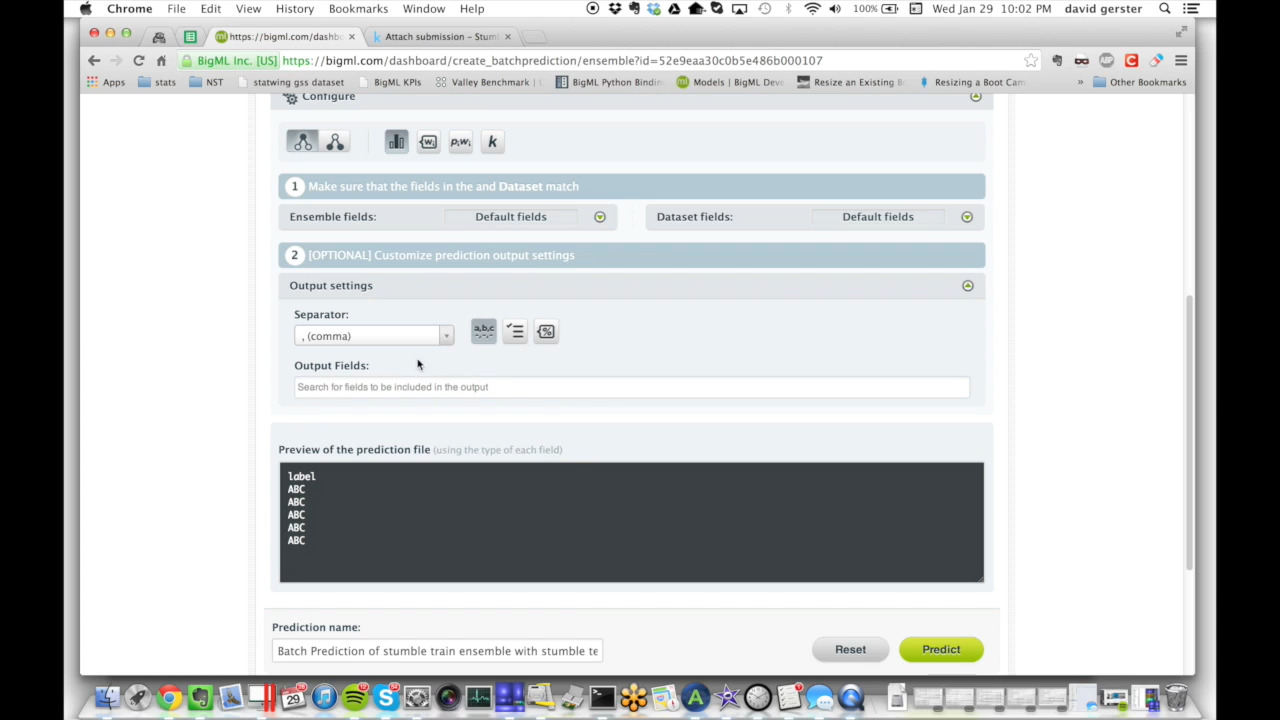 Chrome File Edit View History Bookmarks Window Help 100% Wed Jan 29 10:02 PM david gerster
https://bigml.com/dashbo Attach submission – Stuml
BigML Inc. [US] https://bigml.com/dashboard/create_batchprediction/ensemble?id=52e9eaa30c0b5e486b000107
Apps stats NST statwing gss dataset BigML KPIs Valley Benchmark | BigML Python Bindin Models | BigML Deve Resize an Existing B Resizing a Boot Cam » Other Bookmarks
Configure
k
1 Make sure that the fields in the and Dataset match
Ensemble fields: Default fields Dataset fields: Default fields
2 [OPTIONAL] Customize prediction output settings
Output settings
Separator:
, (comma) a,b,c
Output Fields:
Search for fields to be included in the output
Preview of the prediction file (using the type of each field)
label
ABC
ABC
ABC
ABC
ABC
Prediction name:
Batch Prediction of stumble train ensemble with stumble te Reset Predict